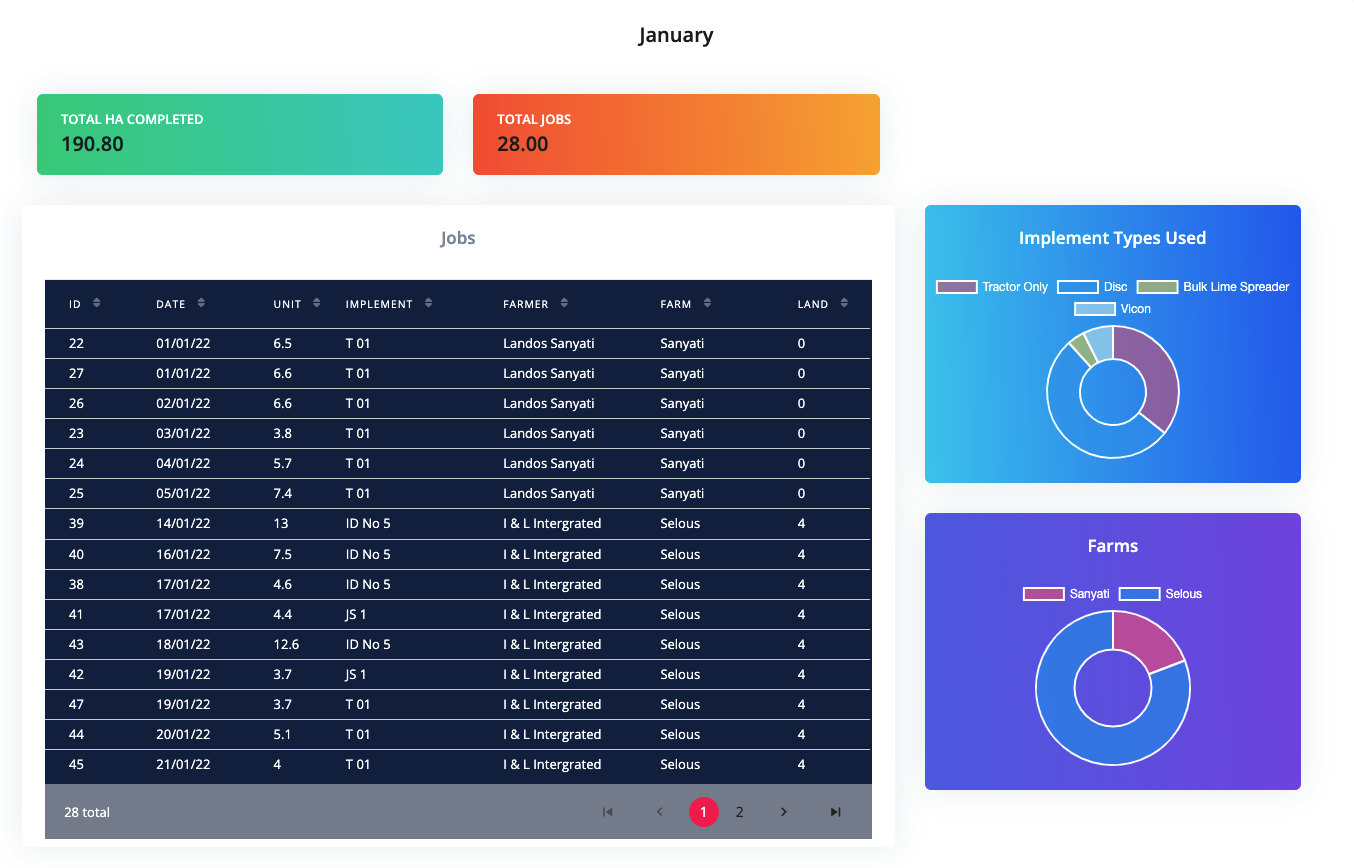 January
TOTAL HA COMPLETED
190.80
TOTAL JOBS
28.00
Jobs
ID DATE UNIT IMPLEMENT FARMER FARM LAND
22 01/01/22 6.5 T 01 Landos Sanyati Sanyati 0
27 01/01/22 6.6 T 01 Landos Sanyati Sanyati 0
26 02/01/22 6.6 T 01 Landos Sanyati Sanyati 0
23 03/01/22 3.8 T 01 Landos Sanyati Sanyati 0
24 04/01/22 5.7 T 01 Landos Sanyati Sanyati 0
25 05/01/22 7.4 T 01 Landos Sanyati Sanyati 0
39 14/01/22 13 ID No 5 I & L Intergrated Selous 4
40 16/01/22 7.5 ID No 5 I & L Intergrated Selous 4
38 17/01/22 4.6 ID No 5 I & L Intergrated Selous 4
41 17/01/22 4.4 JS 1 I & L Intergrated Selous 4
43 18/01/22 12.6 ID No 5 I & L Intergrated Selous 4
42 19/01/22 3.7 JS 1 I & L Intergrated Selous 4
47 19/01/22 3.7 T 01 I & L Intergrated Selous 4
44 20/01/22 5.1 T 01 I & L Intergrated Selous 4
45 21/01/22 4 T 01 I & L Intergrated Selous 4
28 total 1 2
Implement Types Used
Tractor Only Disc Bulk Lime Spreader
Vicon
Farms
Sanyati Selous